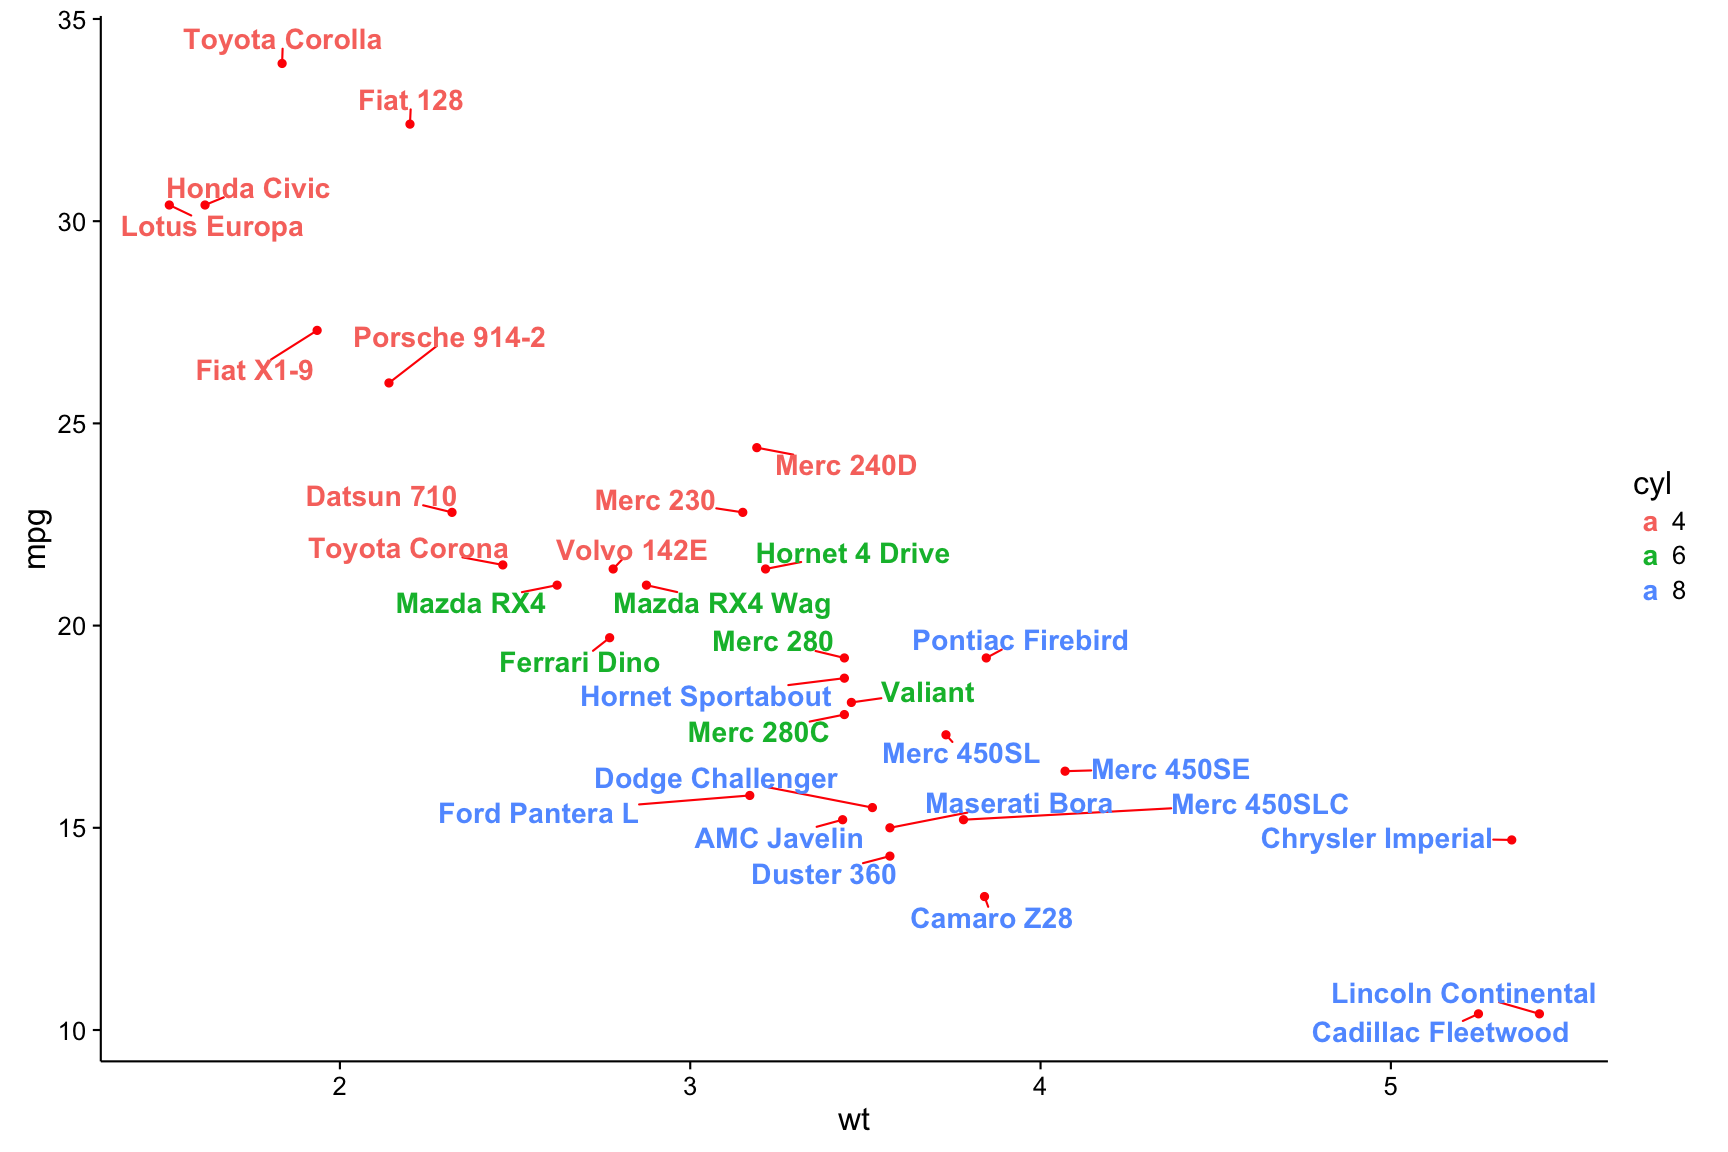 35
Toyota Corolla
Fiat 128
Honda Civic
30
Lotus Europa
Porsche 914-2
Fiat X1-9
25
Merc 240D
cyl
Datsun 710
Merc 230
a 4
mpg
Toyota Corona
Volvo 142E
Hornet 4 Drive
a 6
a 8
Mazda RX4
Mazda RX4 Wag
20
Merc 280
Pontiac Firebird
Ferrari Dino
Hornet Sportabout
Valiant
Merc 280C
Merc 450SL
Merc 450SE
Dodge Challenger
Maserati Bora
Merc 450SLC
Ford Pantera L
15
AMC Javelin
Chrysler Imperial
Duster 360
Camaro Z28
Lincoln Continental
10
Cadillac Fleetwood
2
3
4
5
wt